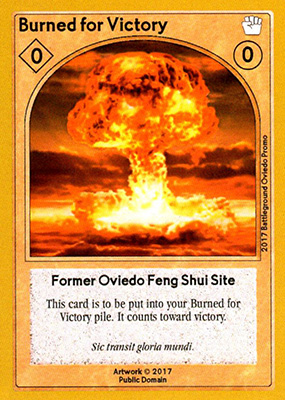 Burned for Victory
0
0
2017 Battleground Oviedo Promo
Former Oviedo Feng Shui Site
This card is to be put into your Burned for
Victory pile. It counts toward victory.
Sic transit gloria mundi.
Artwork © 2017
Public Domain